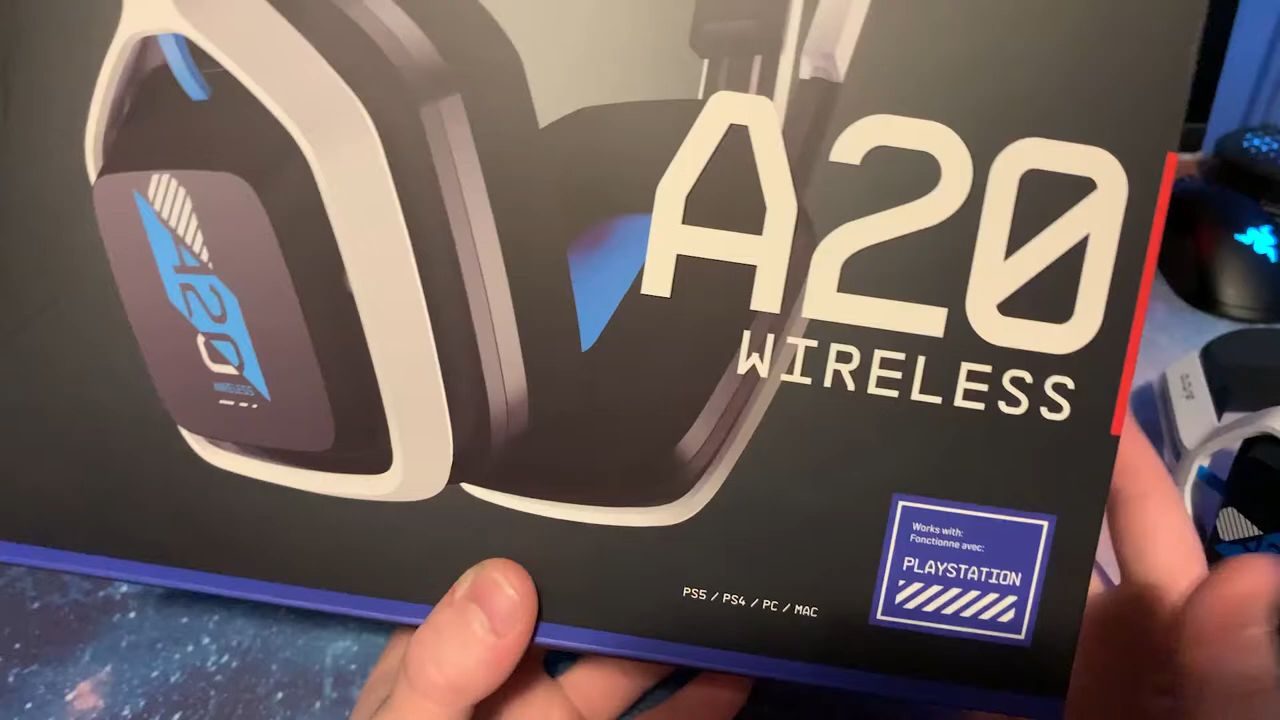 A20
WIRELESS
A20
WIRELESS
Works with:
Fonctionne avec:
PLAYSTATION
PS5 / PS4 / PC / MAC